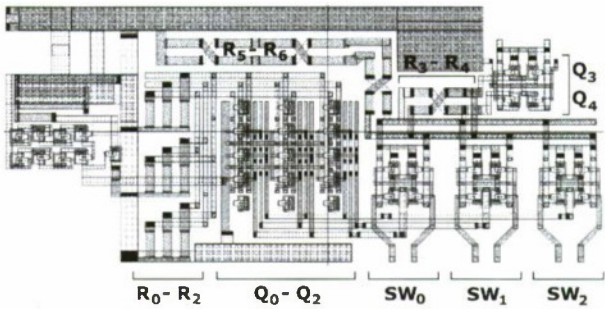 R5 - R6
R3 - R4
Q3
Q4
R0 - R2
Q0 - Q2
SW0
SW1
SW2